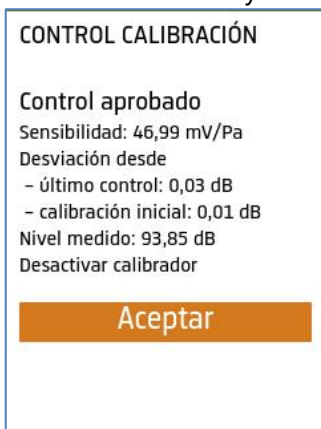 CONTROL CALIBRACIÓN
Control aprobado
Sensibilidad: 46,99 mV/Pa
Desviación desde
– último control: 0,03 dB
– calibración inicial: 0,01 dB
Nivel medido: 93,85 dB
Desactivar calibrador
Aceptar